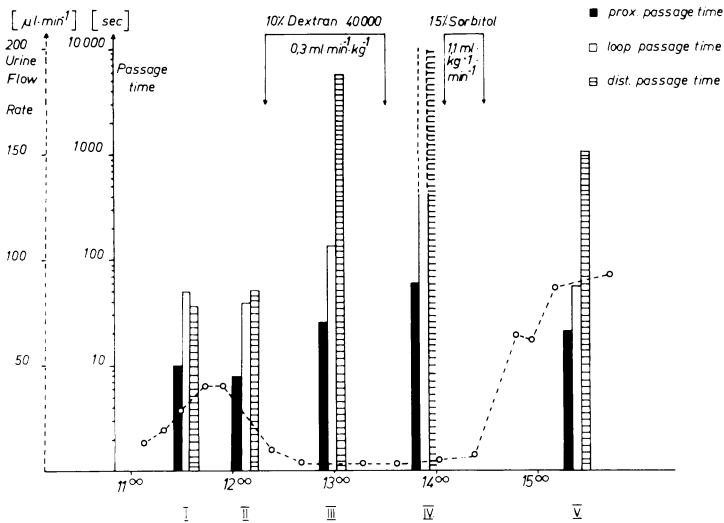 [ µl·min⁻¹ ] [ sec ]
200
Urine
Flow
Rate
150
100
50
10 000
Passage
time
1000
100
10
10% Dextran 40 000
0,3 ml min⁻¹ kg⁻¹
15% Sorbitol
1,1 ml ·
kg⁻¹ ·
min⁻¹
prox. passage time
loop passage time
dist. passage time
11⁰⁰ 12⁰⁰ 13⁰⁰ 14⁰⁰ 15⁰⁰
I II III IV V